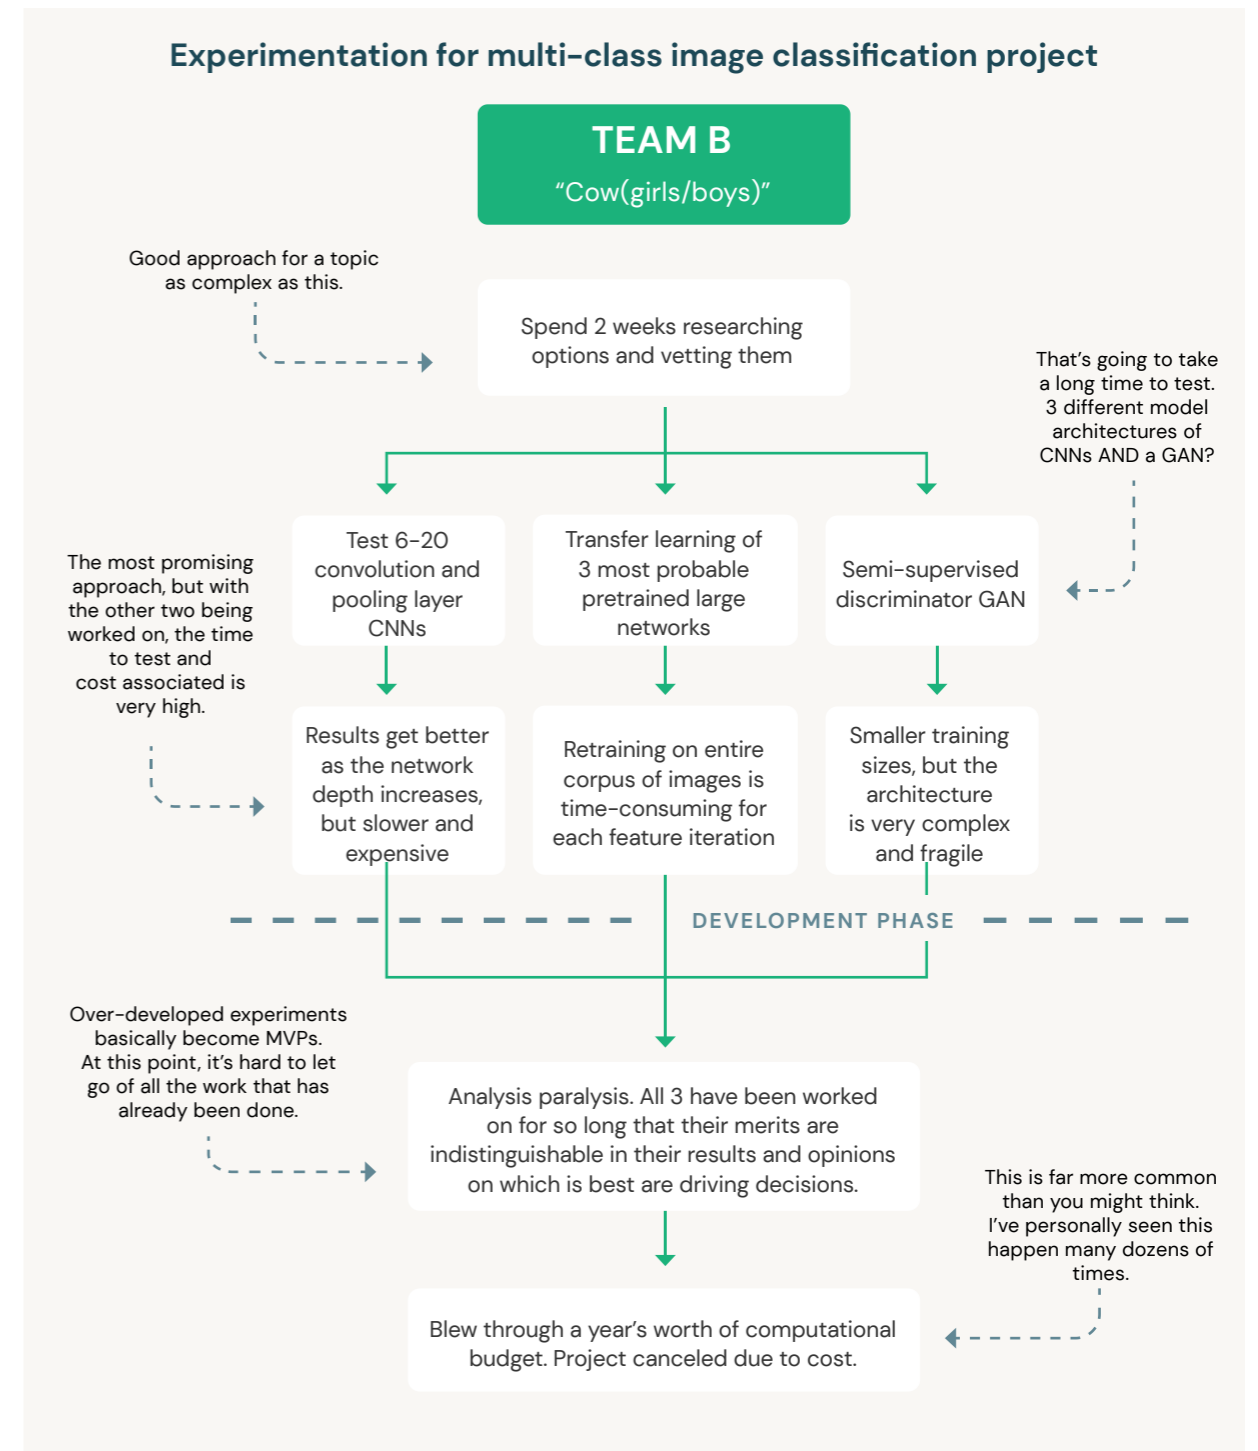 Experimentation for multi-class image classification project
TEAM B
“Cow(girls/boys)”
Good approach for a topic
as complex as this.
Spend 2 weeks researching
options and vetting them
That’s going to take
a long time to test.
3 different model
architectures of
CNNs AND a GAN?
Test 6-20
convolution and
pooling layer
CNNs
Transfer learning of
3 most probable
pretrained large
networks
Semi-supervised
discriminator GAN
The most promising
approach, but with
the other two being
worked on, the time
to test and
cost associated is
very high.
Results get better
as the network
depth increases,
but slower and
expensive
Retraining on entire
corpus of images is
time-consuming for
each feature iteration
Smaller training
sizes, but the
architecture
is very complex
and fragile
DEVELOPMENT PHASE
Over-developed experiments
basically become MVPs.
At this point, it’s hard to let
go of all the work that has
already been done.
Analysis paralysis. All 3 have been worked
on for so long that their merits are
indistinguishable in their results and opinions
on which is best are driving decisions.
This is far more common
than you might think.
I’ve personally seen this
happen many dozens of
times.
Blew through a year’s worth of computational
budget. Project canceled due to cost.